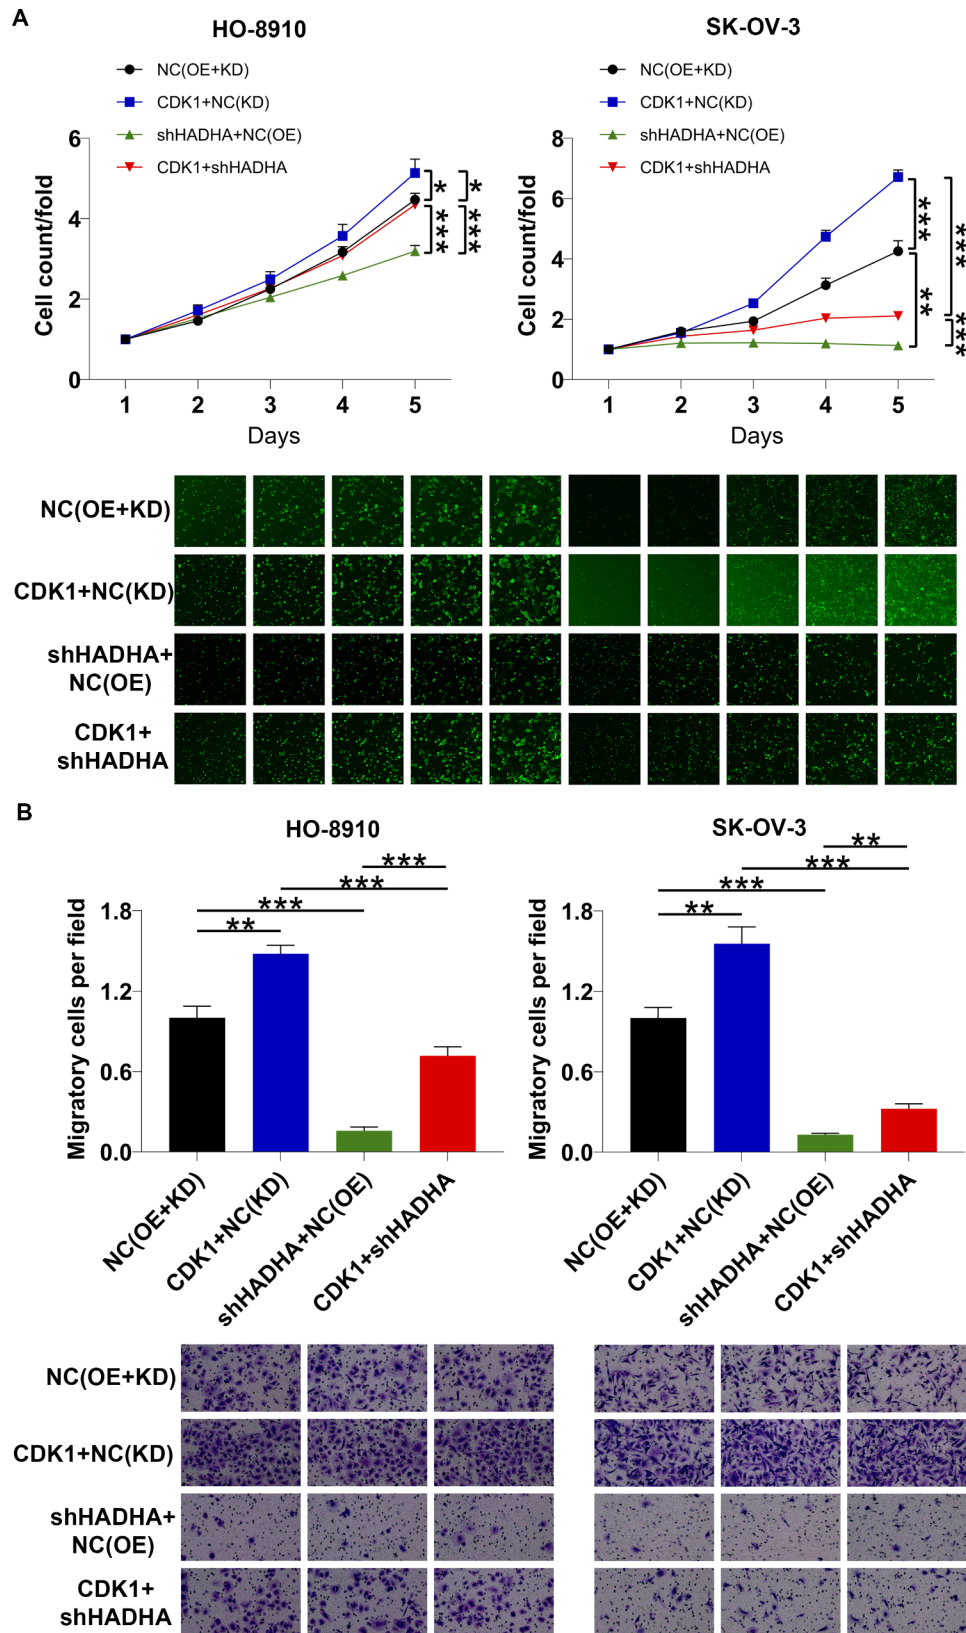 A
HO-8910
NC(OE+KD)
CDK1+NC(KD)
shHADHA+NC(OE)
CDK1+shHADHA
Cell count/fold
6
4
2
0
*
*
***
***
1 2 3 4 5
Days
SK-OV-3
NC(OE+KD)
CDK1+NC(KD)
shHADHA+NC(OE)
CDK1+shHADHA
Cell count/fold
8
6
4
2
0
***
***
**
***
1 2 3 4 5
Days
NC(OE+KD)
CDK1+NC(KD)
shHADHA+
NC(OE)
CDK1+
shHADHA
B
HO-8910
***
***
***
**
Migratory cells per field
1.8
1.2
0.6
0.0
NC(OE+KD)
CDK1+NC(KD)
shHADHA+NC(OE)
CDK1+shHADHA
SK-OV-3
**
***
***
**
Migratory cells per field
1.8
1.2
0.6
0.0
NC(OE+KD)
CDK1+NC(KD)
shHADHA+NC(OE)
CDK1+shHADHA
NC(OE+KD)
CDK1+NC(KD)
shHADHA+
NC(OE)
CDK1+
shHADHA